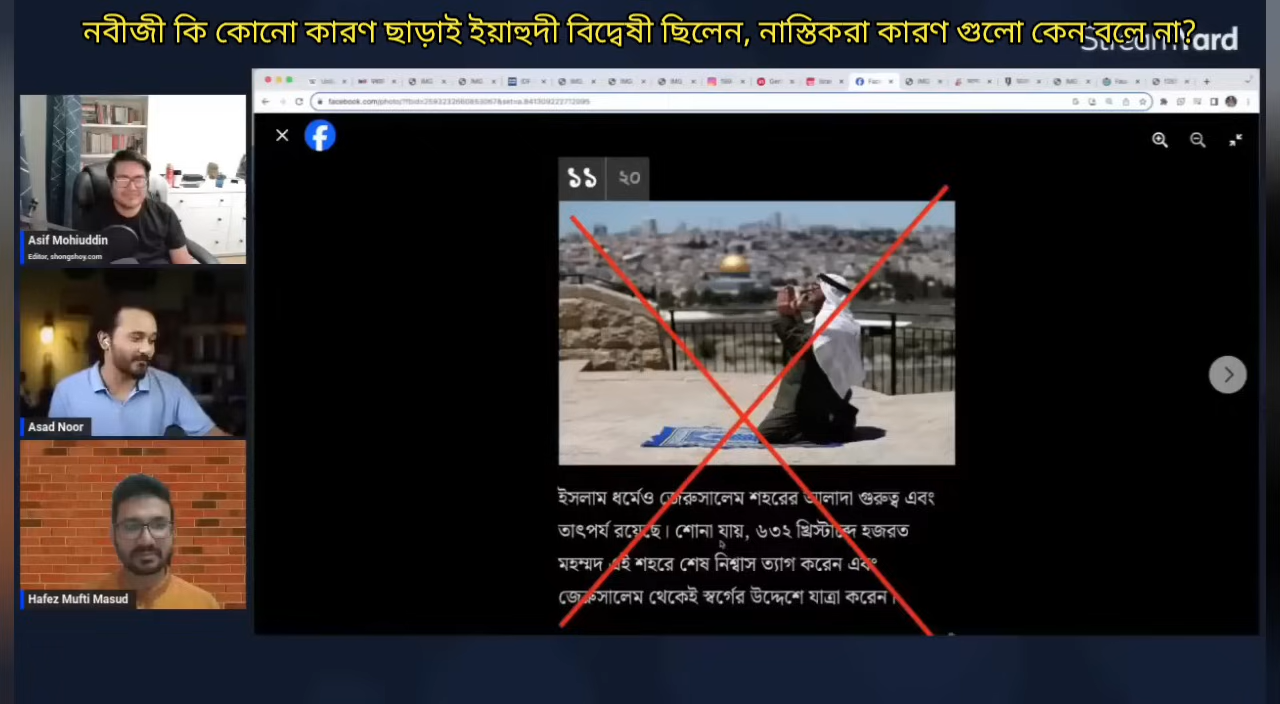 নবীজী কি কোনো কারণ ছাড়াই ইয়াহুদী বিদ্বেষী ছিলেন, নাস্তিকরা কারণ গুলো কেন বলে না?
StreamYard
১১ ২০
Asif Mohiuddin
Editor, shongshoy.com
Asad Noor
Hafez Mufti Masud
ইসলাম ধর্মেও জেরুসালেম শহরের আলাদা গুরুত্ব এবং
তাৎপর্য রয়েছে। শোনা যায়, ৬৩২ খ্রিস্টাব্দে হজরত
মহম্মদ এই শহরে শেষ নিশ্বাস ত্যাগ করেন এবং
জেরুসালেম থেকেই স্বর্গের উদ্দেশে যাত্রা করেন।